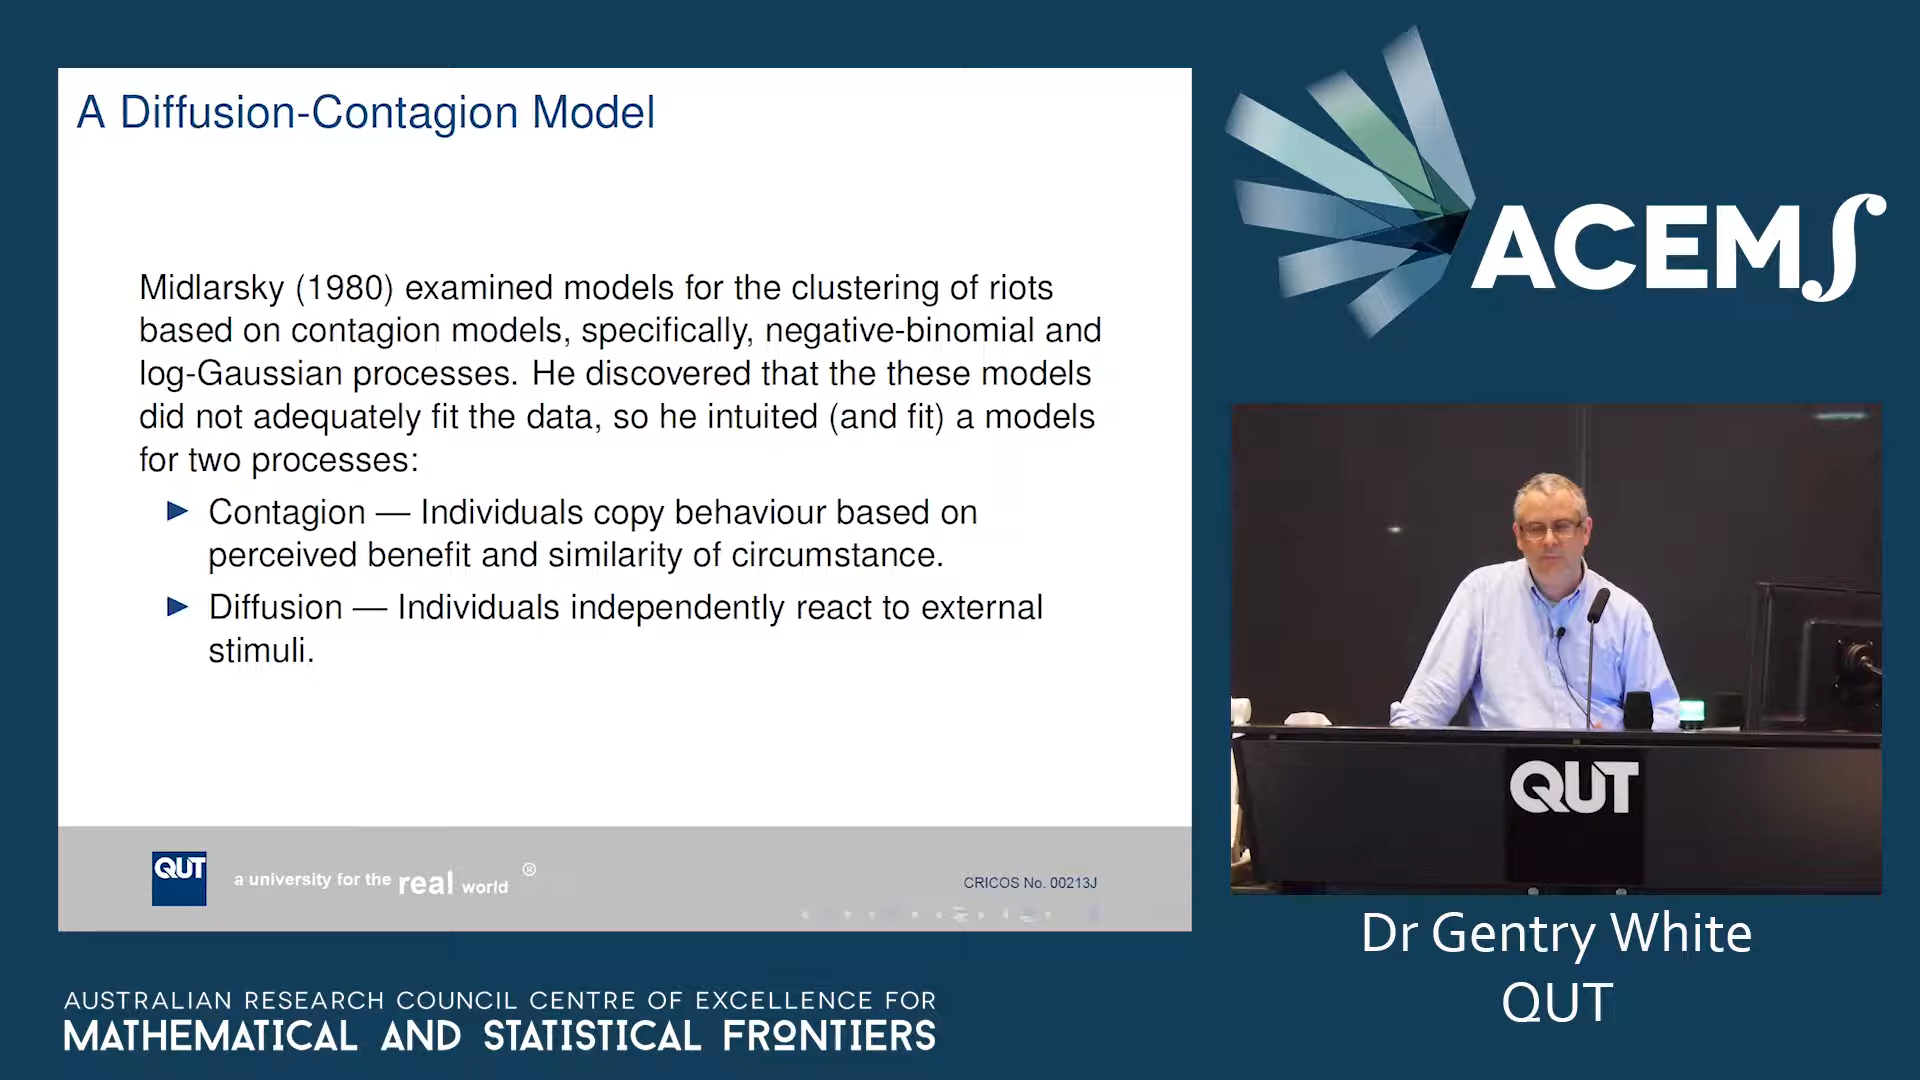 A Diffusion-Contagion Model
Midlarsky (1980) examined models for the clustering of riots
based on contagion models, specifically, negative-binomial and
log-Gaussian processes. He discovered that the these models
did not adequately fit the data, so he intuited (and fit) a models
for two processes:
► Contagion — Individuals copy behaviour based on
perceived benefit and similarity of circumstance.
► Diffusion — Individuals independently react to external
stimuli.
QUT
a university for the real world ®
CRICOS No. 00213J
ACEMS
QUT
Dr Gentry White
QUT
AUSTRALIAN RESEARCH COUNCIL CENTRE OF EXCELLENCE FOR
MATHEMATICAL AND STATISTICAL FRONTIERS